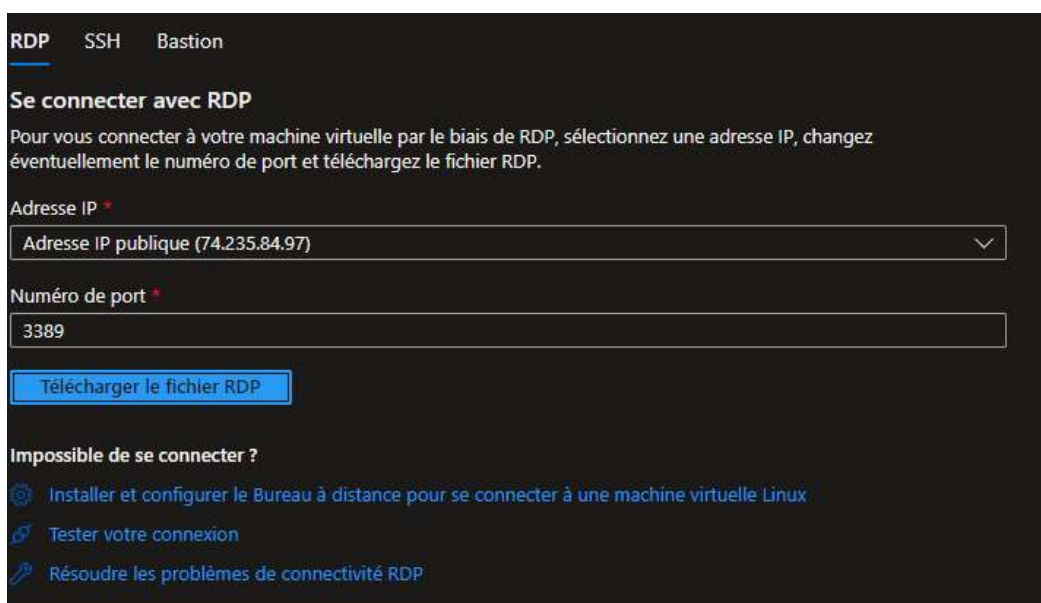 RDP SSH Bastion
Se connecter avec RDP
Pour vous connecter à votre machine virtuelle par le biais de RDP, sélectionnez une adresse IP, changez
éventuellement le numéro de port et téléchargez le fichier RDP.
Adresse IP *
Adresse IP publique (74.235.84.97)
Numéro de port *
3389
Télécharger le fichier RDP
Impossible de se connecter ?
Installer et configurer le Bureau à distance pour se connecter à une machine virtuelle Linux
Tester votre connexion
Résoudre les problèmes de connectivité RDP